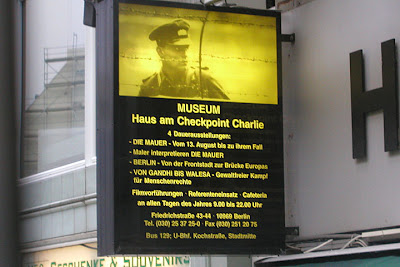 MUSEUM
Haus am Checkpoint Charlie
4 Dauerausstellungen:
- DIE MAUER - Vom 13. August bis zu ihrem Fall
- Maler interpretieren DIE MAUER
- BERLIN - Von der Frontstadt zur Brücke Europas
- VON GANDHI BIS WALESA - Gewaltfreier Kampf
für Menschenrechte
Filmvorführungen · Referenteneinsatz · Cafeteria
an allen Tagen des Jahres 9.00 bis 22.00 Uhr
Friedrichstraße 43-44 · 10969 Berlin
Tel. (030) 25 37 25-0 · Fax (030) 251 20 75
Bus 129; U-Bhf. Kochstraße, Stadtmitte
H
GESCHENKE & SOUVENIRS